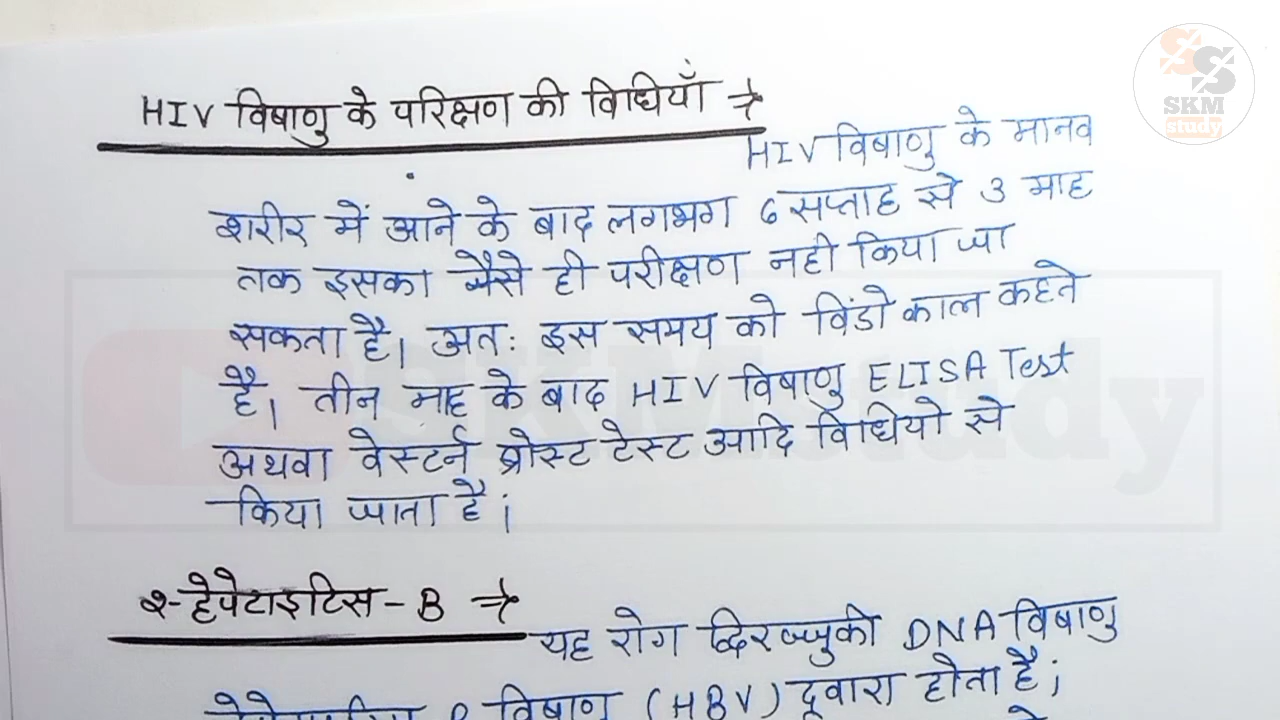 SKM
study
HIV विषाणु के परिक्षण की विधियाँ →
HIV विषाणु के मानव
शरीर में आने के बाद लगभग 6 सप्ताह से 3 माह
तक इसका जैसे ही परीक्षण नही किया जा
सकता है। अतः इस समय को विंडो काल कहते
है। तीन माह के बाद HIV विषाणु ELISA Test
अथवा वेस्टर्न ब्रोस्ट टेस्ट आदि विधियो से
किया जाता है।
२-हेपेटाइटिस-B →
यह रोग द्विरज्जुकी DNA विषाणु
विषाणु (HBV) द्वारा होता है;